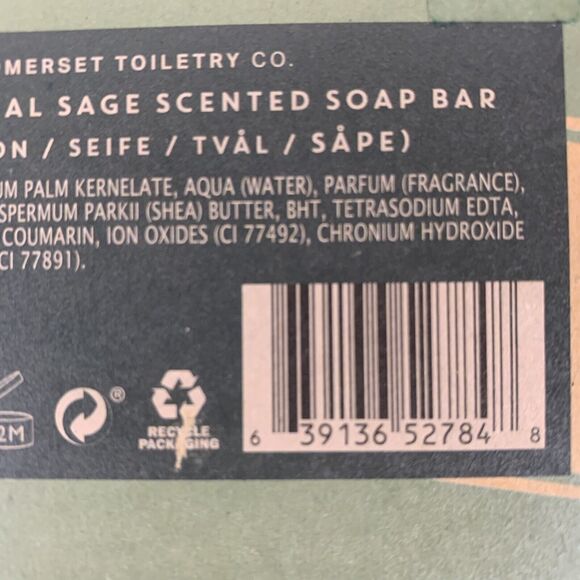 OMERSET TOILETRY CO.
AL SAGE SCENTED SOAP BAR
ON / SEIFE / TVÅL / SÅPE)
UM PALM KERNELATE, AQUA (WATER), PARFUM (FRAGRANCE),
SPERMUM PARKII (SHEA) BUTTER, BHT, TETRASODIUM EDTA,
COUMARIN, ION OXIDES (CI 77492), CHRONIUM HYDROXIDE
CI 77891).
2M
®
RECYCLE
PACKAGING
6 39136 52784 8